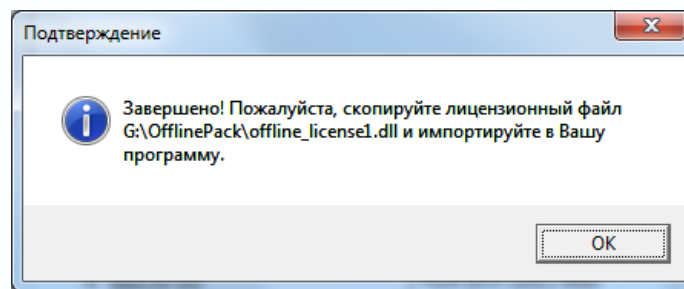 Подтверждение
Завершено! Пожалуйста, скопируйте лицензионный файл
G:\OfflinePack\offline_license1.dll и импортируйте в Вашу
программу.
OK